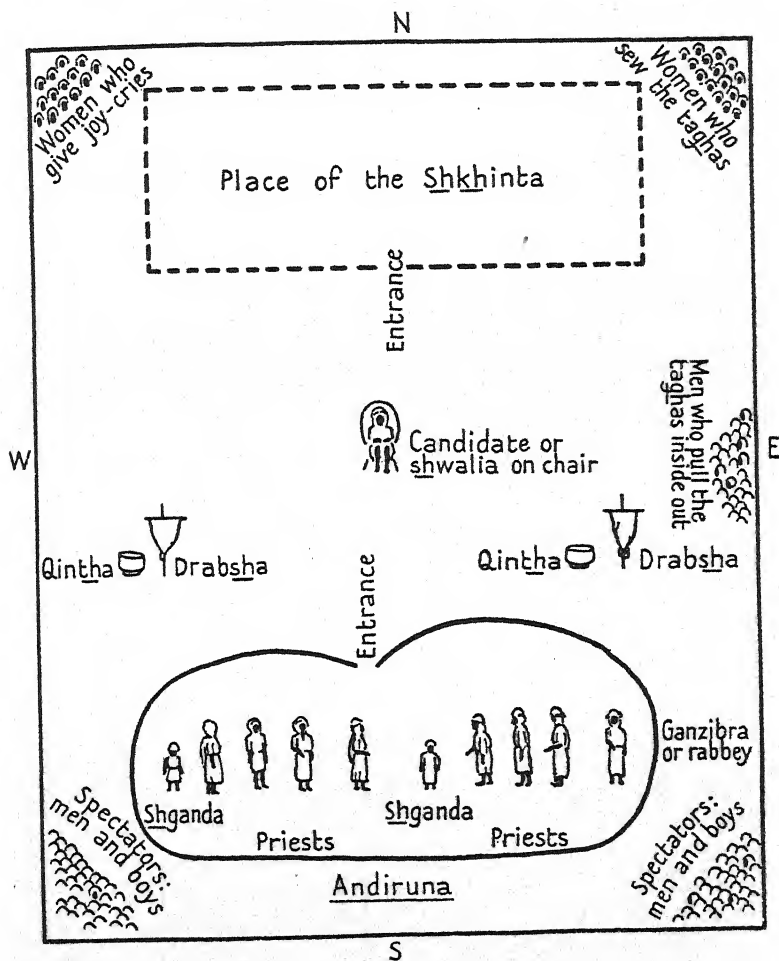 N
Women who
give joy-cries
Women who
sew the taghas
Place of the Shkhinta
Entrance
Men who pull the
taghas inside out
Candidate or
shwalia on chair
W
E
Qintha
Drabsha
Qintha
Drabsha
Entrance
Ganzibra
or rabbey
Shganda
Shganda
Priests
Priests
Spectators:
men and boys
Spectators:
men and boys
Andiruna
S